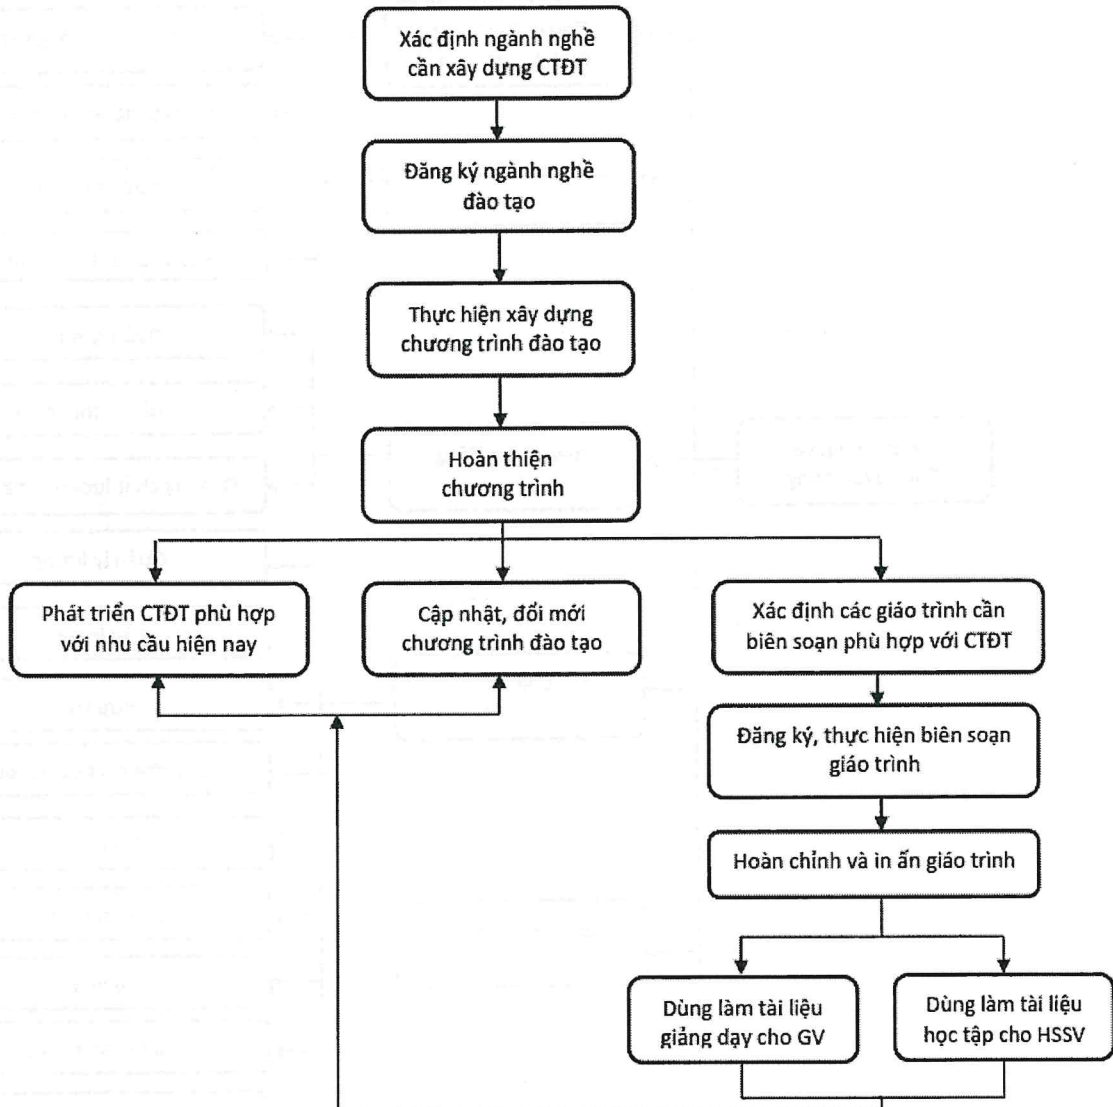 Xác định ngành nghề
cần xây dựng CTĐT
Đăng ký ngành nghề
đào tạo
Thực hiện xây dựng
chương trình đào tạo
Hoàn thiện
chương trình
Phát triển CTĐT phù hợp
với nhu cầu hiện nay
Cập nhật, đổi mới
chương trình đào tạo
Xác định các giáo trình cần
biên soạn phù hợp với CTĐT
Đăng ký, thực hiện biên soạn
giáo trình
Hoàn chỉnh và in ấn giáo trình
Dùng làm tài liệu
giảng dạy cho GV
Dùng làm tài liệu
học tập cho HSSV